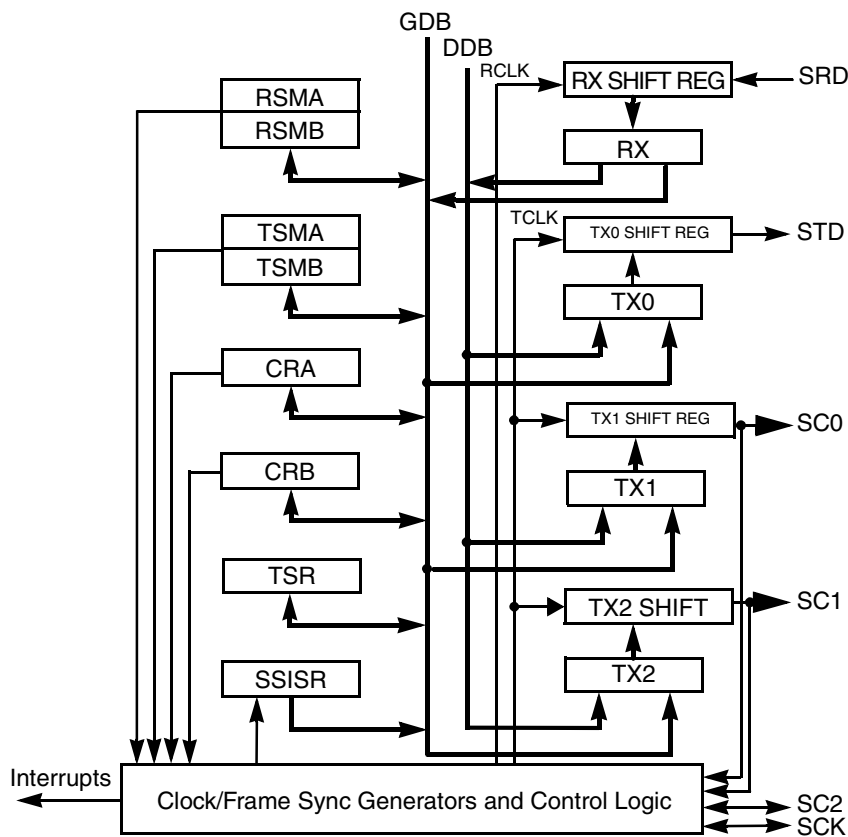 GDB
DDB
RCLK
RX SHIFT REG
SRD
RSMA
RSMB
RX
TCLK
TX0 SHIFT REG
STD
TSMA
TSMB
TX0
CRA
TX1 SHIFT REG
SC0
CRB
TX1
TSR
TX2 SHIFT
SC1
SSISR
TX2
Interrupts
Clock/Frame Sync Generators and Control Logic
SC2
SCK